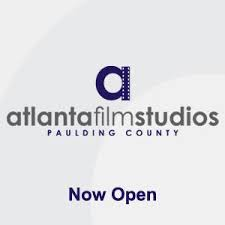 a
atlantafilmstudios
PAULDING COUNTY
Now Open